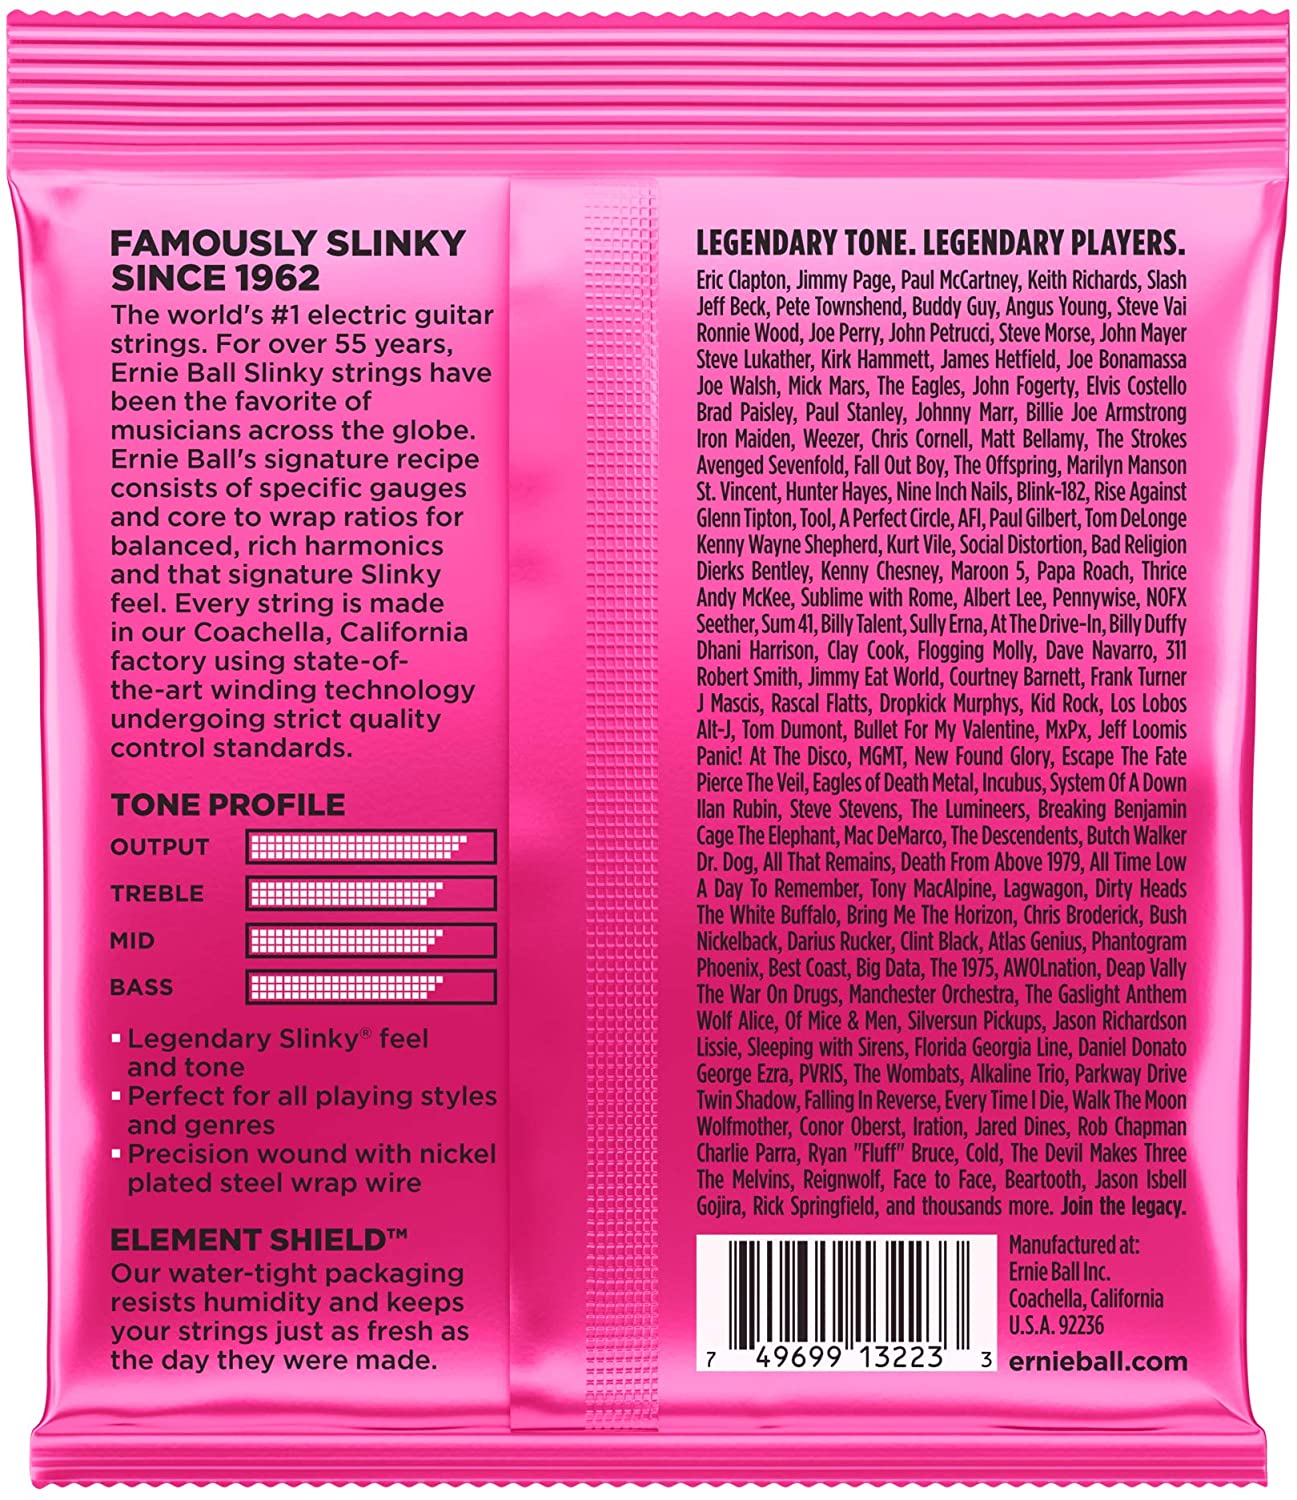 FAMOUSLY SLINKY
SINCE 1962
The world's #1 electric guitar
strings. For over 55 years,
Ernie Ball Slinky strings have
been the favorite of
musicians across the globe.
Ernie Ball's signature recipe
consists of specific gauges
and core to wrap ratios for
balanced, rich harmonics
and that signature Slinky
feel. Every string is made
in our Coachella, California
factory using state-of-
the-art winding technology
undergoing strict quality
control standards.
TONE PROFILE
OUTPUT
TREBLE
MID
BASS
▪ Legendary Slinky® feel
and tone
▪ Perfect for all playing styles
and genres
▪ Precision wound with nickel
plated steel wrap wire
ELEMENT SHIELD™
Our water-tight packaging
resists humidity and keeps
your strings just as fresh as
the day they were made.
LEGENDARY TONE. LEGENDARY PLAYERS.
Eric Clapton, Jimmy Page, Paul McCartney, Keith Richards, Slash
Jeff Beck, Pete Townshend, Buddy Guy, Angus Young, Steve Vai
Ronnie Wood, Joe Perry, John Petrucci, Steve Morse, John Mayer
Steve Lukather, Kirk Hammett, James Hetfield, Joe Bonamassa
Joe Walsh, Mick Mars, The Eagles, John Fogerty, Elvis Costello
Brad Paisley, Paul Stanley, Johnny Marr, Billie Joe Armstrong
Iron Maiden, Weezer, Chris Cornell, Matt Bellamy, The Strokes
Avenged Sevenfold, Fall Out Boy, The Offspring, Marilyn Manson
St. Vincent, Hunter Hayes, Nine Inch Nails, Blink-182, Rise Against
Glenn Tipton, Tool, A Perfect Circle, AFI, Paul Gilbert, Tom DeLonge
Kenny Wayne Shepherd, Kurt Vile, Social Distortion, Bad Religion
Dierks Bentley, Kenny Chesney, Maroon 5, Papa Roach, Thrice
Andy McKee, Sublime with Rome, Albert Lee, Pennywise, NOFX
Seether, Sum 41, Billy Talent, Sully Erna, At The Drive-In, Billy Duffy
Dhani Harrison, Clay Cook, Flogging Molly, Dave Navarro, 311
Robert Smith, Jimmy Eat World, Courtney Barnett, Frank Turner
J Mascis, Rascal Flatts, Dropkick Murphys, Kid Rock, Los Lobos
Alt-J, Tom Dumont, Bullet For My Valentine, MxPx, Jeff Loomis
Panic! At The Disco, MGMT, New Found Glory, Escape The Fate
Pierce The Veil, Eagles of Death Metal, Incubus, System Of A Down
Ilan Rubin, Steve Stevens, The Lumineers, Breaking Benjamin
Cage The Elephant, Mac DeMarco, The Descendents, Butch Walker
Dr. Dog, All That Remains, Death From Above 1979, All Time Low
A Day To Remember, Tony MacAlpine, Lagwagon, Dirty Heads
The White Buffalo, Bring Me The Horizon, Chris Broderick, Bush
Nickelback, Darius Rucker, Clint Black, Atlas Genius, Phantogram
Phoenix, Best Coast, Big Data, The 1975, AWOLnation, Deap Vally
The War On Drugs, Manchester Orchestra, The Gaslight Anthem
Wolf Alice, Of Mice & Men, Silversun Pickups, Jason Richardson
Lissie, Sleeping with Sirens, Florida Georgia Line, Daniel Donato
George Ezra, PVRIS, The Wombats, Alkaline Trio, Parkway Drive
Twin Shadow, Falling In Reverse, Every Time I Die, Walk The Moon
Wolfmother, Conor Oberst, Iration, Jared Dines, Rob Chapman
Charlie Parra, Ryan "Fluff" Bruce, Cold, The Devil Makes Three
The Melvins, Reignwolf, Face to Face, Beartooth, Jason Isbell
Gojira, Rick Springfield, and thousands more. Join the legacy.
7 49699 13223 3
Manufactured at:
Ernie Ball Inc.
Coachella, California
U.S.A. 92236
ernieball.com